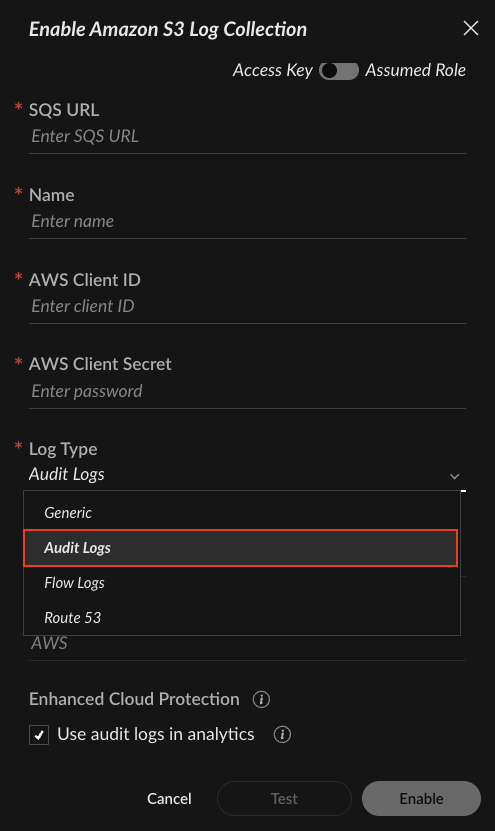 Enable Amazon S3 Log Collection
Access Key Assumed Role
* SQS URL
Enter SQS URL
* Name
Enter name
* AWS Client ID
Enter client ID
* AWS Client Secret
Enter password
* Log Type
Audit Logs
Generic
Audit Logs
Flow Logs
Route 53
AWS
Enhanced Cloud Protection i
Use audit logs in analytics i
Cancel Test Enable